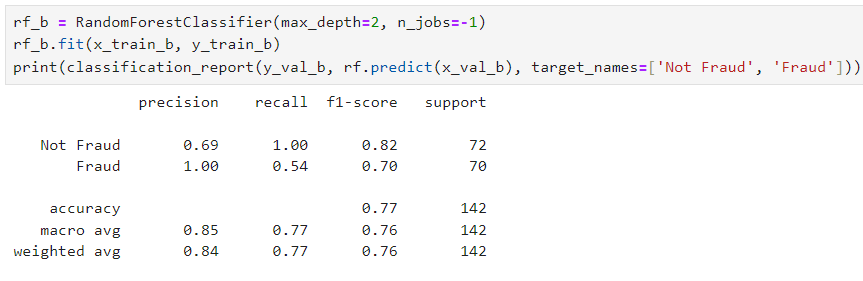 rf_b = RandomForestClassifier(max_depth=2, n_jobs=-1)
rf_b.fit(x_train_b, y_train_b)
print(classification_report(y_val_b, rf.predict(x_val_b), target_names=['Not Fraud', 'Fraud']))
precision recall f1-score support
Not Fraud 0.69 1.00 0.82 72
Fraud 1.00 0.54 0.70 70
accuracy 0.77 142
macro avg 0.85 0.77 0.76 142
weighted avg 0.84 0.77 0.76 142